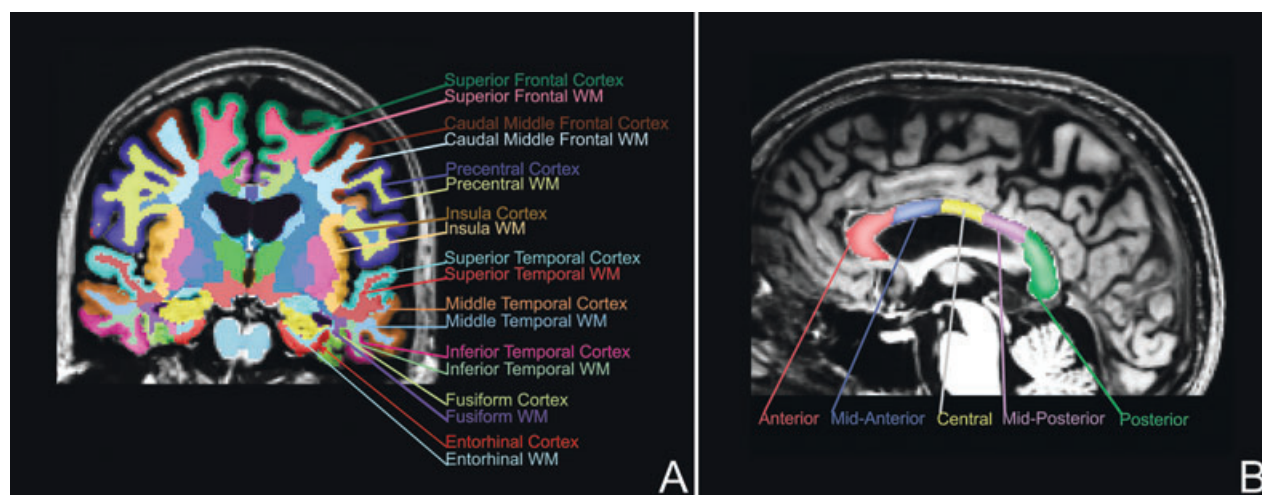 Superior Frontal Cortex
Superior Frontal WM
Caudal Middle Frontal Cortex
Caudal Middle Frontal WM
Precentral Cortex
Precentral WM
Insula Cortex
Insula WM
Superior Temporal Cortex
Superior Temporal WM
Middle Temporal Cortex
Middle Temporal WM
Inferior Temporal Cortex
Inferior Temporal WM
Fusiform Cortex
Fusiform WM
Entorhinal Cortex
Entorhinal WM
A
Anterior Mid-Anterior Central Mid-Posterior Posterior
B